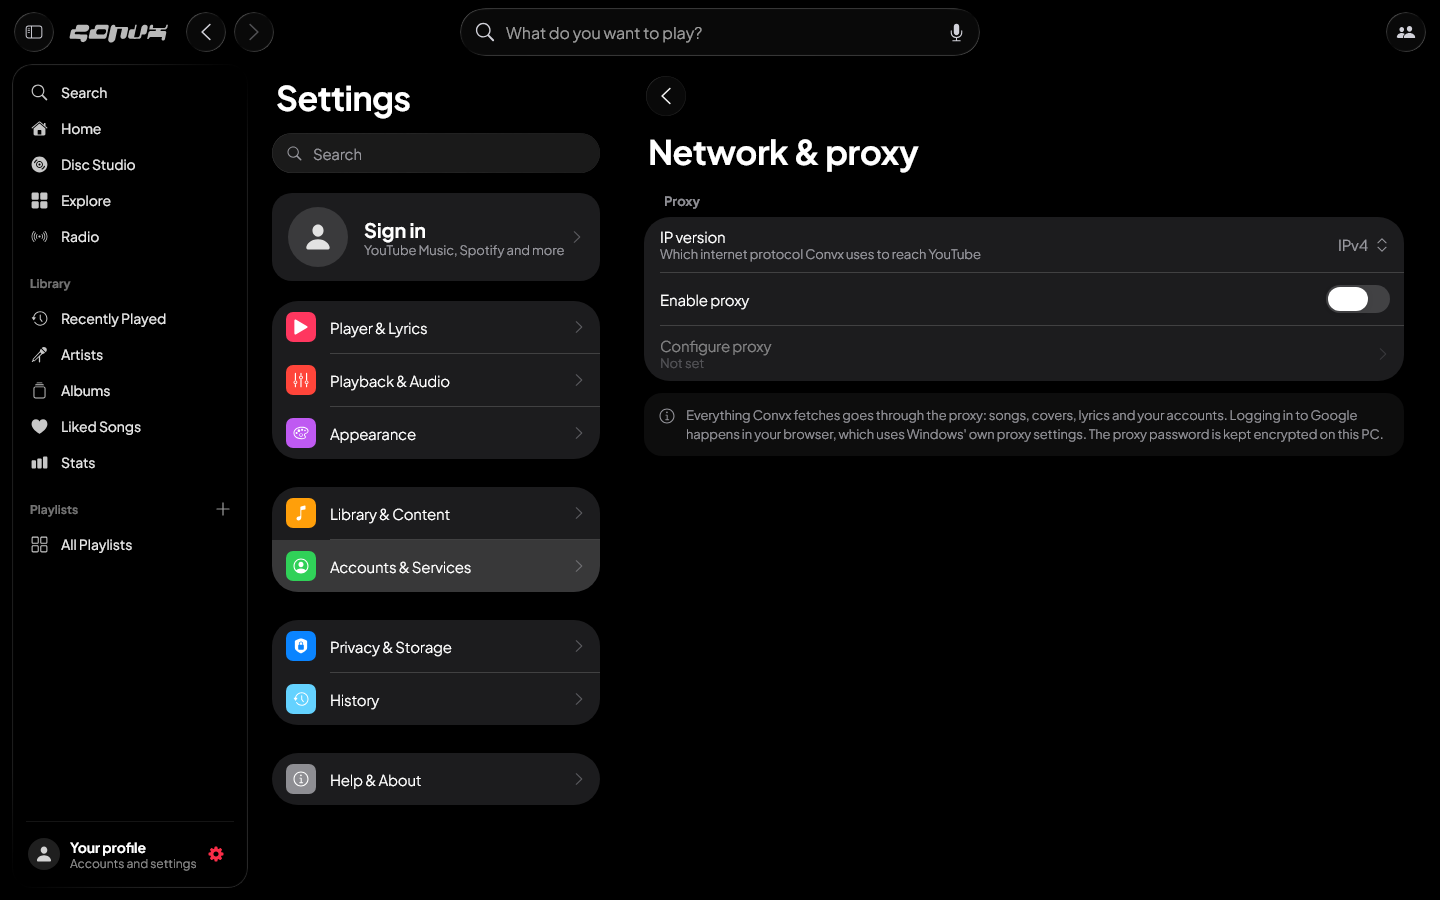 convx
What do you want to play?
Search
Home
Disc Studio
Explore
Radio
Library
Recently Played
Artists
Albums
Liked Songs
Stats
Playlists
All Playlists
Your profile
Accounts and settings
Settings
Search
Sign in
YouTube Music, Spotify and more
Player & Lyrics
Playback & Audio
Appearance
Library & Content
Accounts & Services
Privacy & Storage
History
Help & About
Network & proxy
Proxy
IP version
Which internet protocol Convx uses to reach YouTube
IPv4
Enable proxy
Configure proxy
Not set
Everything Convx fetches goes through the proxy: songs, covers, lyrics and your accounts. Logging in to Google
happens in your browser, which uses Windows' own proxy settings. The proxy password is kept encrypted on this PC.